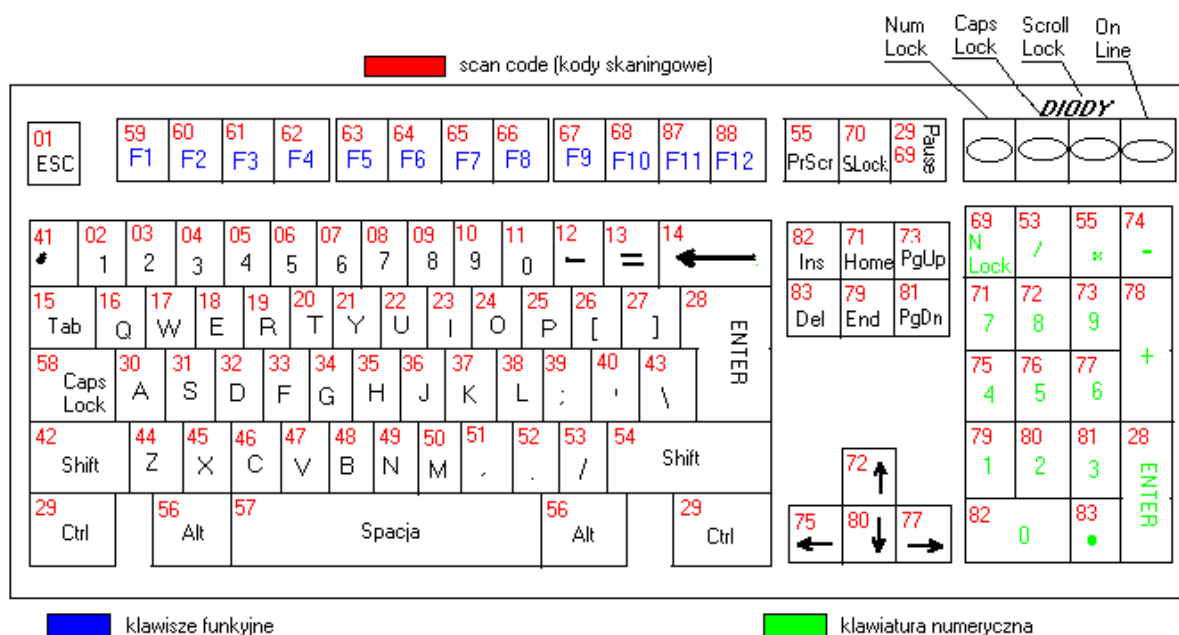 Num Lock
Caps Lock
Scroll Lock
On Line
scan code (kody skaningowe)
DIODY
01 ESC
59 F1 60 F2 61 F3 62 F4 63 F5 64 F6 65 F7 66 F8 67 F9 68 F10 87 F11 88 F12
55 PrScr 70 S.Lock 29 69 Pause
41 02 1 03 2 04 3 05 4 06 5 07 6 08 7 09 8 10 9 11 0 12 - 13 = 14
82 Ins 71 Home 73 PgUp
69 N Lock 53 / 55 * 74 -
15 Tab 16 Q 17 W 18 E 19 R 20 T 21 Y 22 U 23 I 24 O 25 P 26 [ 27 ] 28 ENTER
83 Del 79 End 81 PgDn
71 7 72 8 73 9 78 +
58 Caps Lock 30 A 31 S 32 D 33 F 34 G 35 H 36 J 37 K 38 L 39 ; 40 ' 43 \
75 4 76 5 77 6
42 Shift 44 Z 45 X 46 C 47 V 48 B 49 N 50 M 51 , 52 . 53 / 54 Shift
72
79 1 80 2 81 3 28 ENTER
29 Ctrl 56 Alt 57 Spacja 56 Alt 29 Ctrl
75 80 77
82 0 83
klawisze funkyjne
klawiatura numeryczna